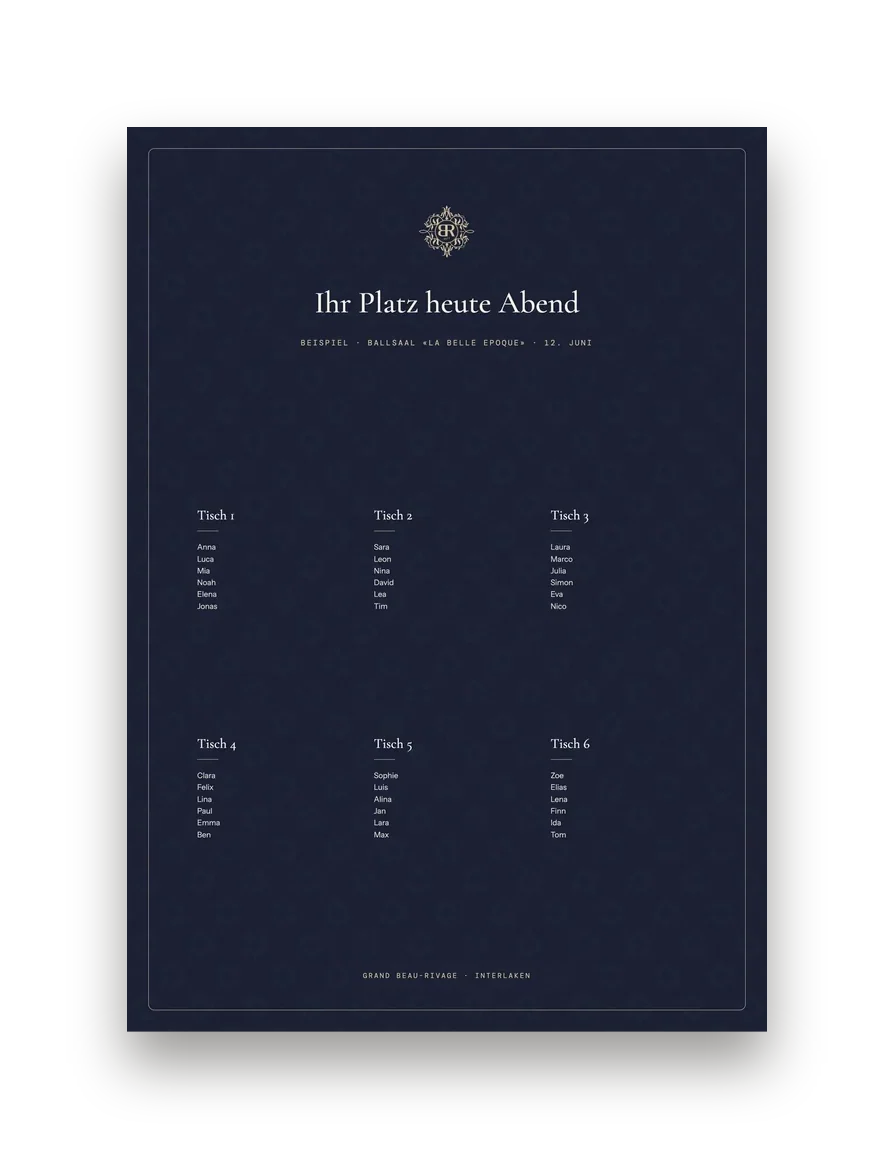 BR
Ihr Platz heute Abend
BEISPIEL · BALLSAAL «LA BELLE EPOQUE» · 12. JUNI
Tisch 1
Anna
Luca
Mia
Noah
Elena
Jonas
Tisch 2
Sara
Leon
Nina
David
Lea
Tim
Tisch 3
Laura
Marco
Julia
Simon
Eva
Nico
Tisch 4
Clara
Felix
Lina
Paul
Emma
Ben
Tisch 5
Sophie
Luis
Alina
Jan
Lara
Max
Tisch 6
Zoe
Elias
Lena
Finn
Ida
Tom
GRAND BEAU-RIVAGE · INTERLAKEN